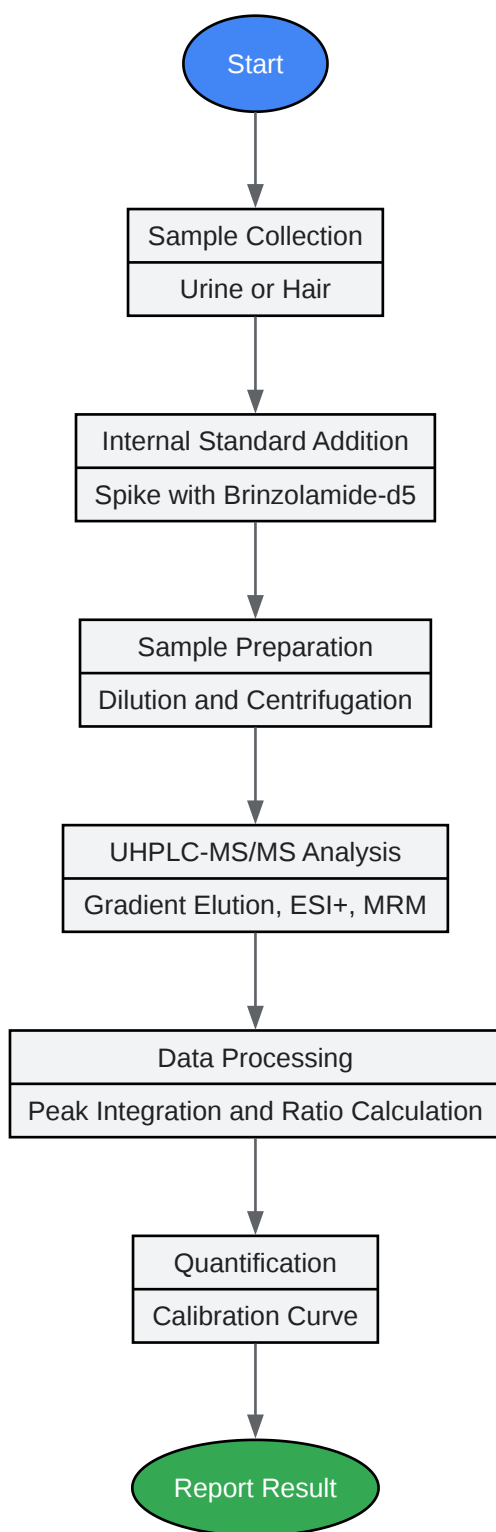 Start
Sample Collection
Urine or Hair
Internal Standard Addition
Spike with Brinzolamide-d5
Sample Preparation
Dilution and Centrifugation
UHPLC-MS/MS Analysis
Gradient Elution, ESI+, MRM
Data Processing
Peak Integration and Ratio Calculation
Quantification
Calibration Curve
Report Result